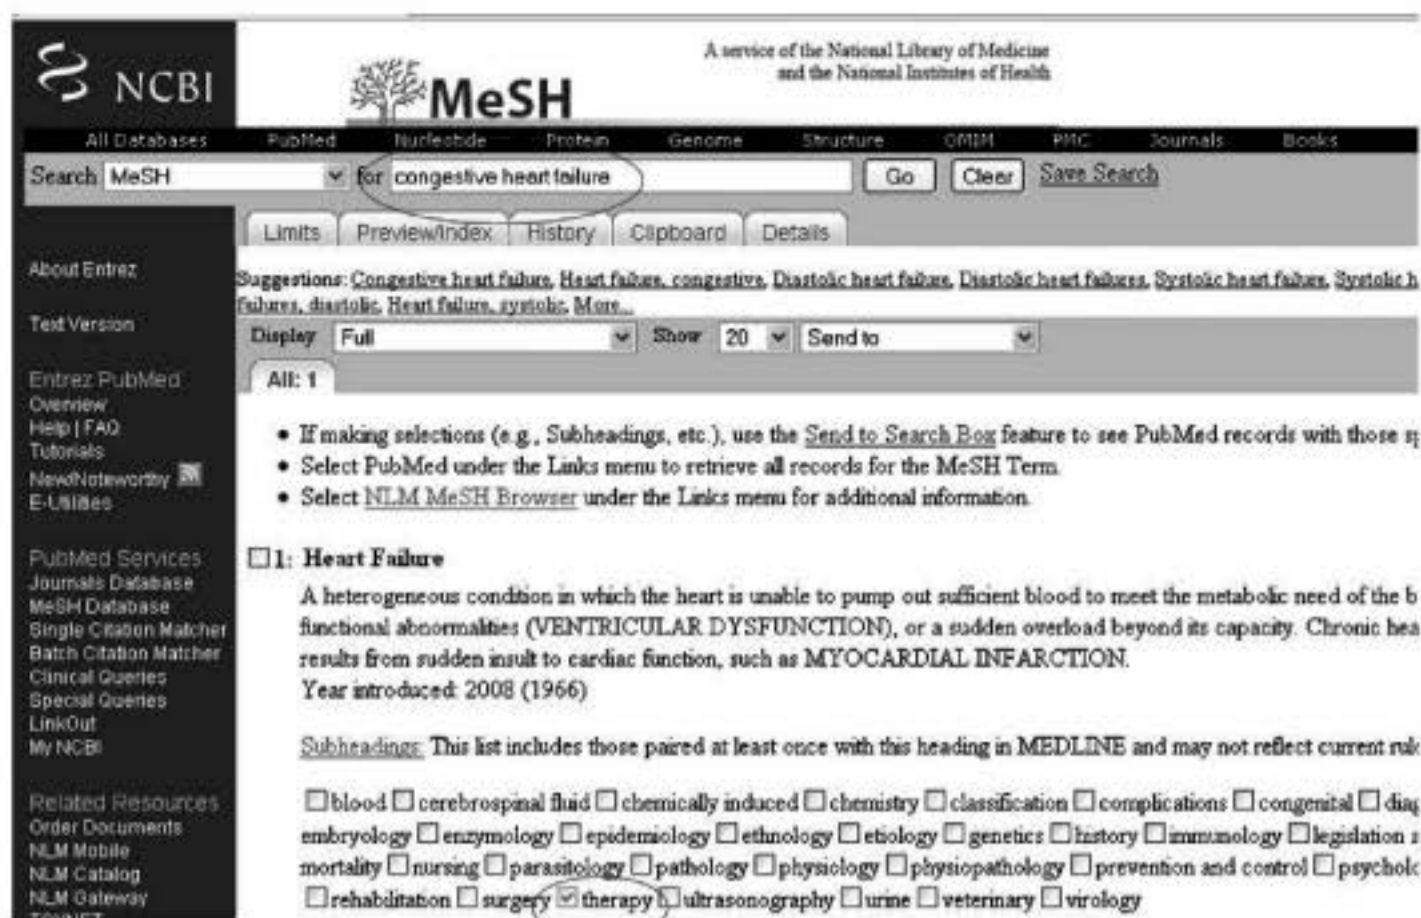 NCBI
MeSH
A service of the National Library of Medicine
and the National Institutes of Health
All Databases PubMed Nucleotide Protein Genome Structure OMIM PMC Journals Books
Search MeSH for congestive heart failure Go Clear Save Search
Limits Preview/Index History Clipboard Details
About Entrez
Text Version
Entrez PubMed
Overview
Help | FAQ
Tutorials
New/Noteworthy
E-Utilities
PubMed Services
Journals Database
MeSH Database
Single Citation Matcher
Batch Citation Matcher
Clinical Queries
Special Queries
LinkOut
My NCBI
Related Resources
Order Documents
NLM Mobile
NLM Catalog
NLM Gateway
TOXNET
Suggestions: Congestive heart failure, Heart failure, congestive, Diastolic heart failure, Diastolic heart failures, Systolic heart failure, Systolic h
failures, diastolic, Heart failure, systolic, More...
Display Full Show 20 Send to
All: 1
• If making selections (e.g., Subheadings, etc.), use the Send to Search Box feature to see PubMed records with those sp
• Select PubMed under the Links menu to retrieve all records for the MeSH Term.
• Select NLM MeSH Browser under the Links menu for additional information.
1: Heart Failure
A heterogeneous condition in which the heart is unable to pump out sufficient blood to meet the metabolic need of the b
functional abnormalities (VENTRICULAR DYSFUNCTION), or a sudden overload beyond its capacity. Chronic hea
results from sudden insult to cardiac function, such as MYOCARDIAL INFARCTION.
Year introduced: 2008 (1966)
Subheadings: This list includes those paired at least once with this heading in MEDLINE and may not reflect current rul
blood cerebrospinal fluid chemically induced chemistry classification complications congenital diag
embryology enzymology epidemiology ethnology etiology genetics history immunology legislation
mortality nursing parasitology pathology physiology physiopathology prevention and control psycholo
rehabilitation surgery therapy ultrasonography urine veterinary virology